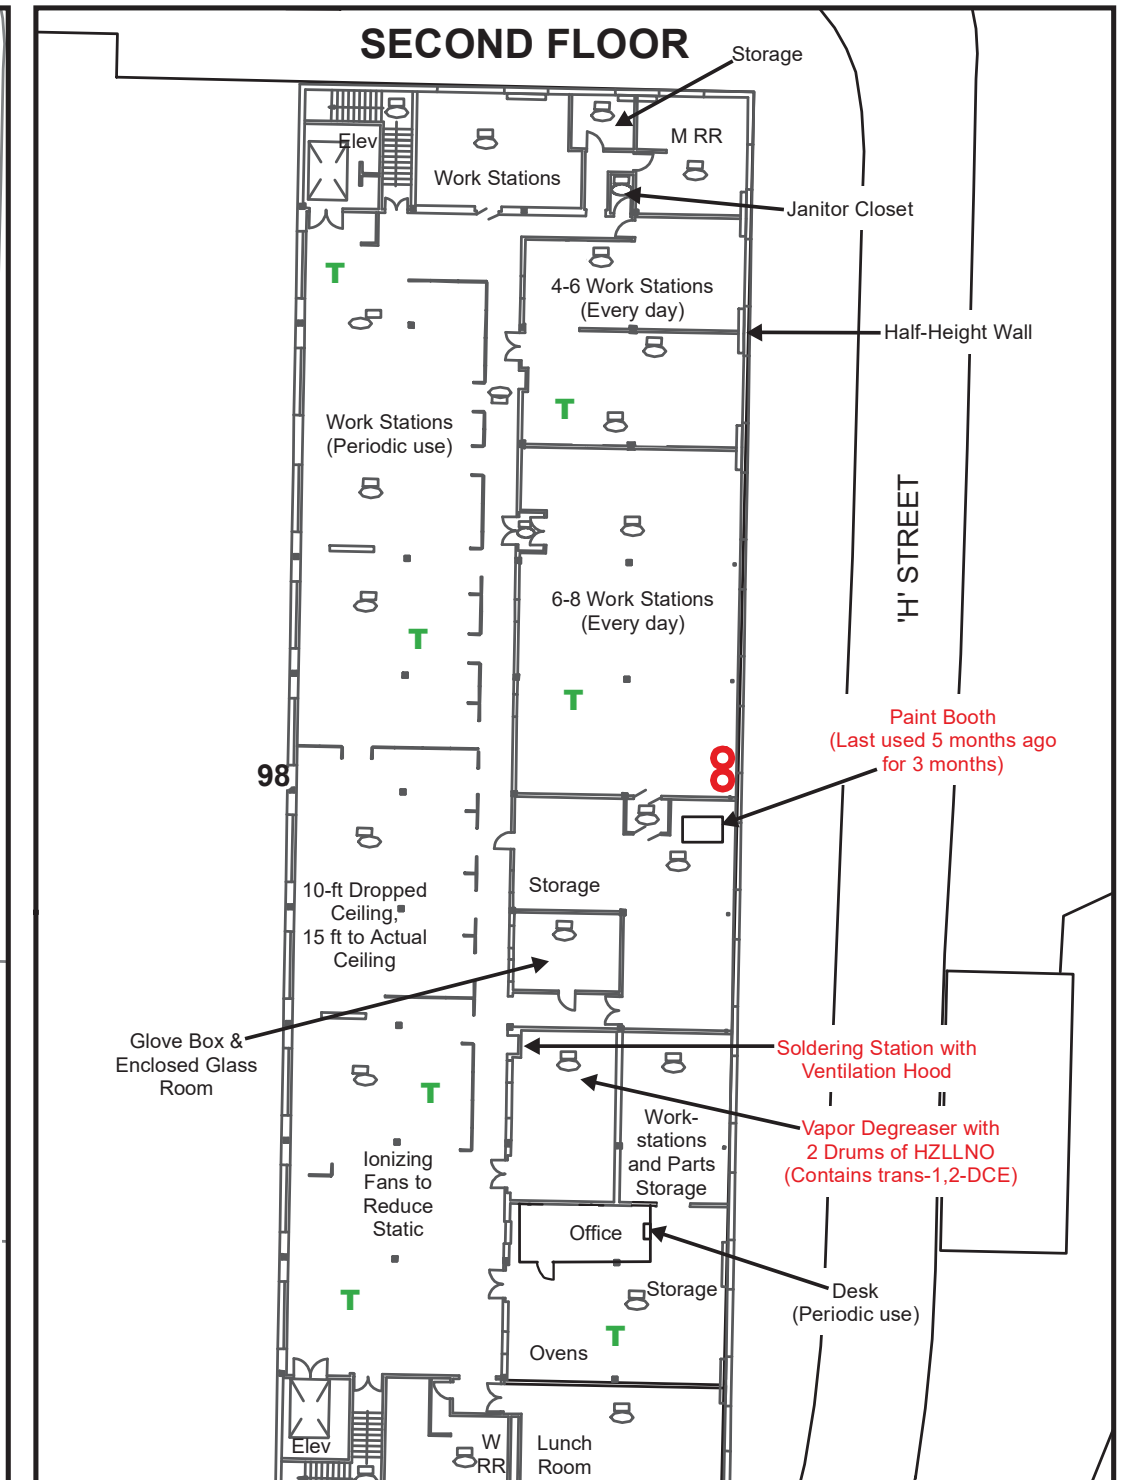 SECOND FLOOR
Storage
Elev
M RR
Work Stations
Janitor Closet
T
4-6 Work Stations
(Every day)
Half-Height Wall
T
Work Stations
(Periodic use)
'H' STREET
6-8 Work Stations
(Every day)
T
T
Paint Booth
(Last used 5 months ago
for 3 months)
98
Storage
10-ft Dropped
Ceiling,
15 ft to Actual
Ceiling
Glove Box &
Enclosed Glass
Room
Soldering Station with
Ventilation Hood
T
Vapor Degreaser with
2 Drums of HZLLNO
(Contains trans-1,2-DCE)
Work-
stations
and Parts
Storage
Ionizing
Fans to
Reduce
Static
Office
Storage
Desk
(Periodic use)
T
T
Ovens
Elev
W
RR
Lunch
Room